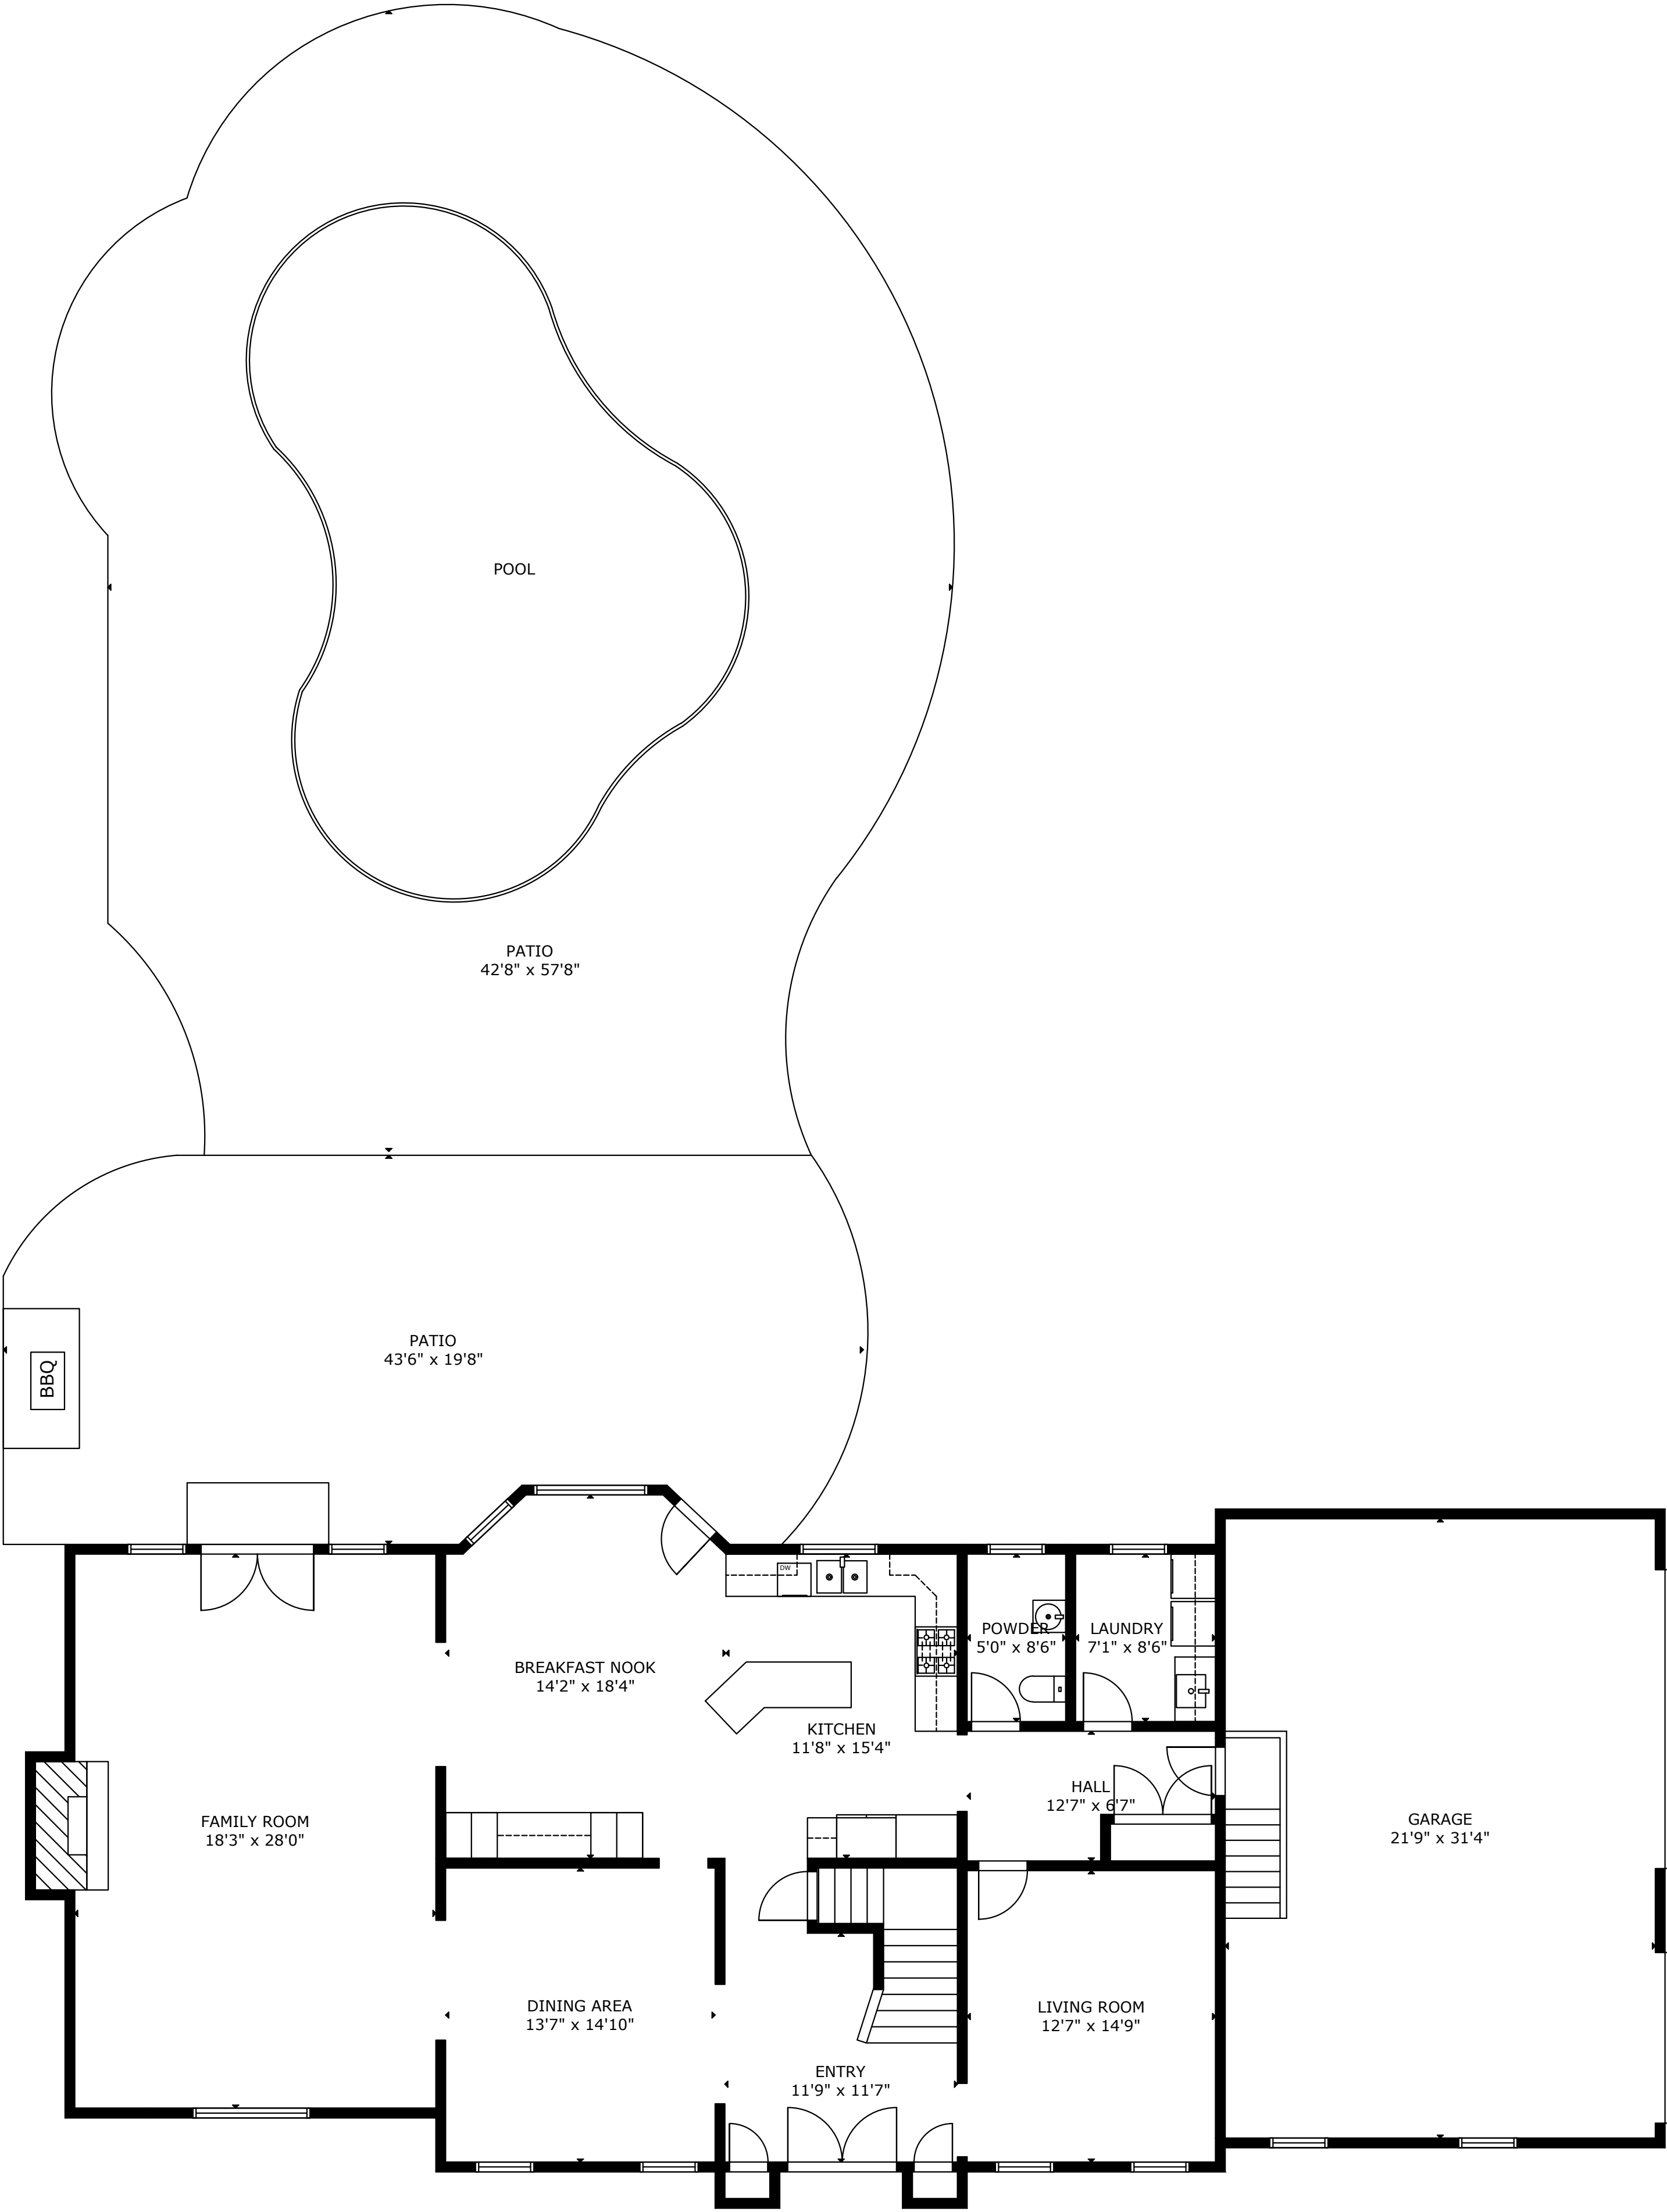 POOL
PATIO
42'8" x 57'8"
PATIO
43'6" x 19'8"
BBQ
DW
POWDER
5'0" x 8'6"
LAUNDRY
7'1" x 8'6"
BREAKFAST NOOK
14'2" x 18'4"
KITCHEN
11'8" x 15'4"
HALL
12'7" x 6'7"
FAMILY ROOM
18'3" x 28'0"
GARAGE
21'9" x 31'4"
DINING AREA
13'7" x 14'10"
LIVING ROOM
12'7" x 14'9"
ENTRY
11'9" x 11'7"